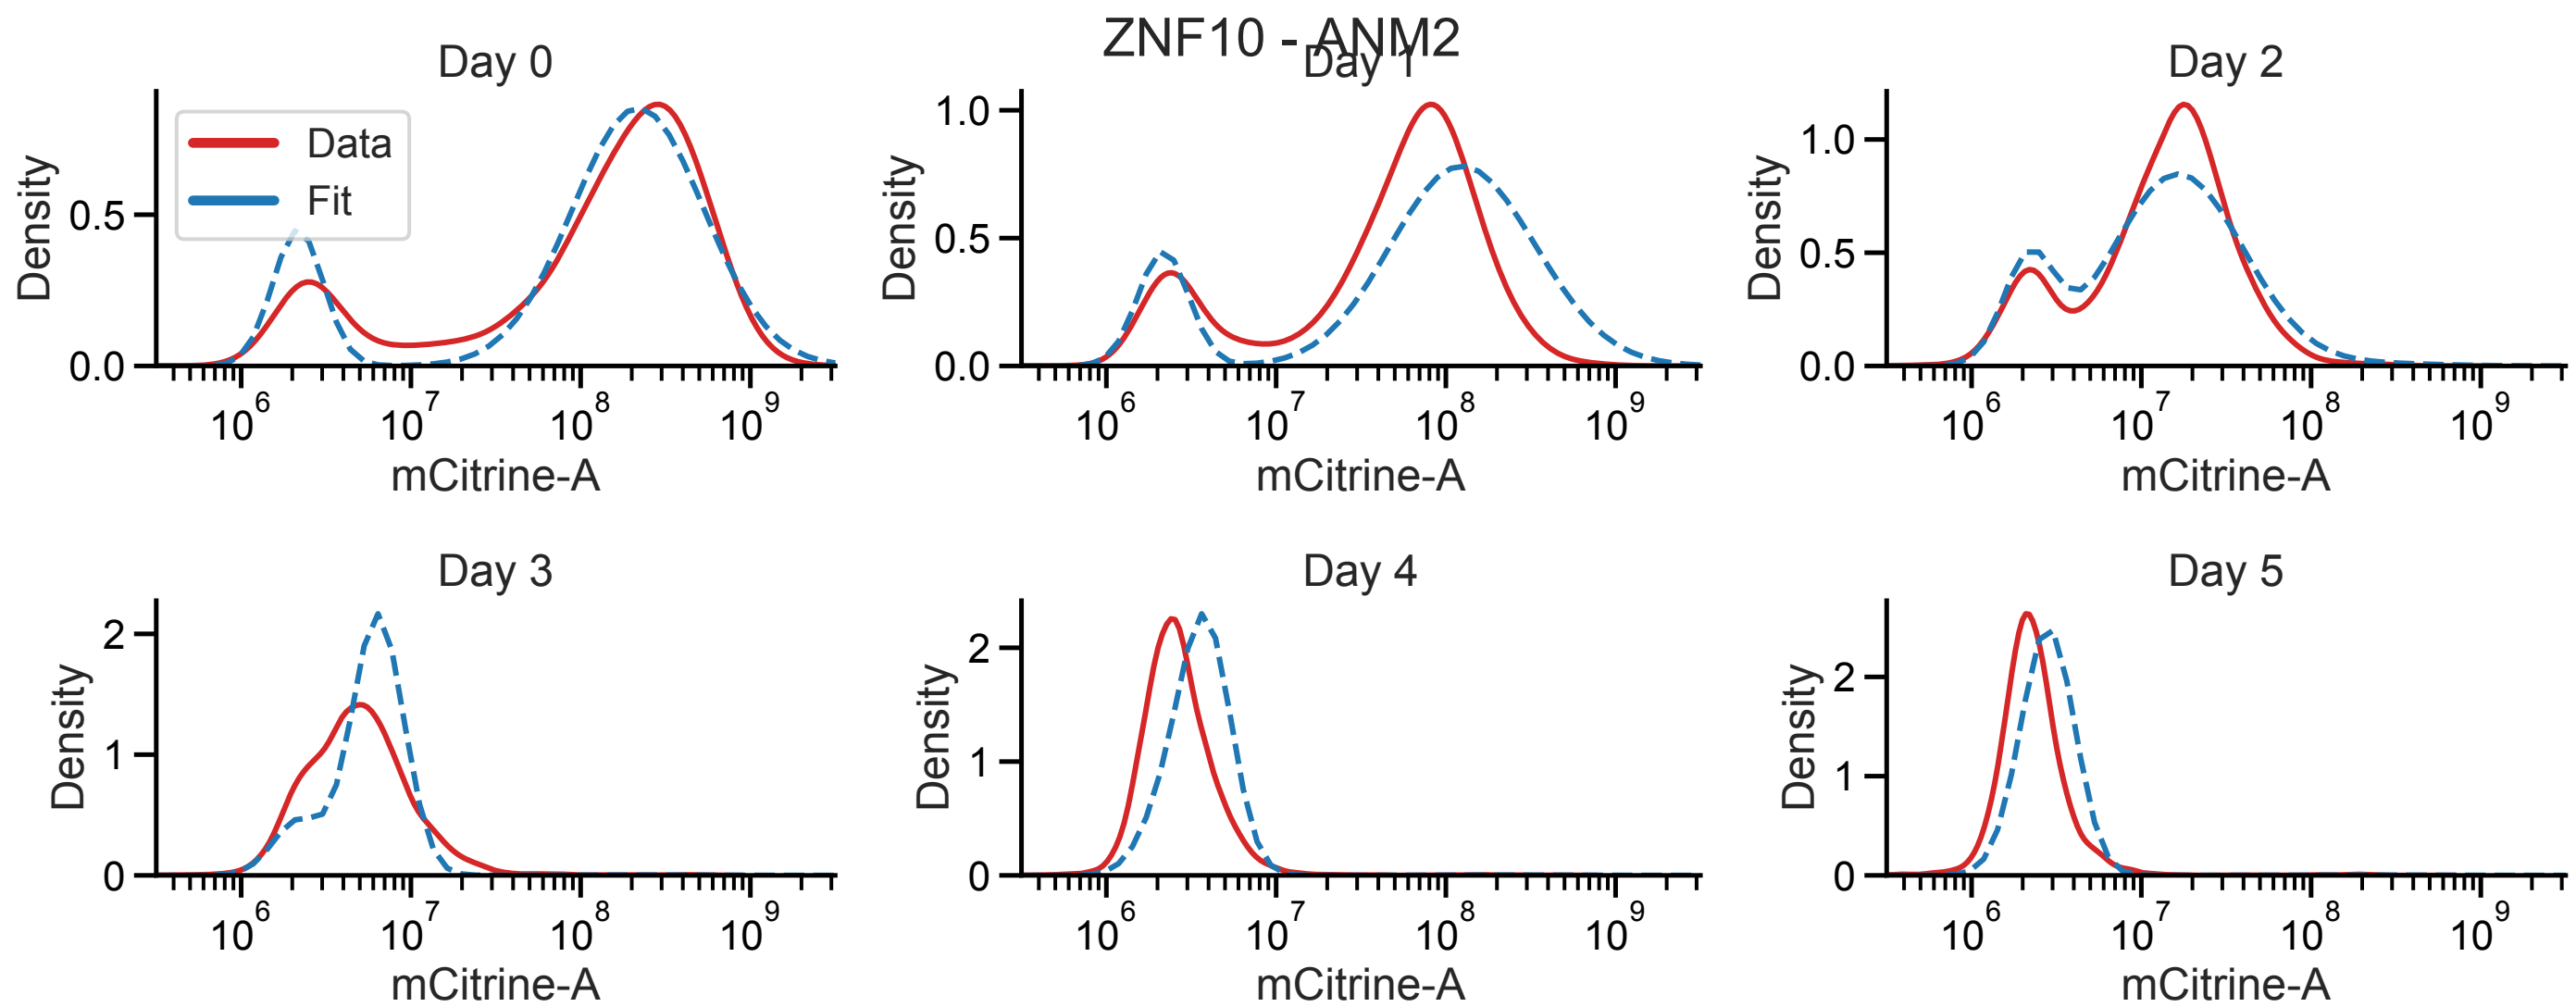 ZNF10 - ANM2
Day 0
Day 1
Day 2
Data
Fit
Density
0.5
0.0
10^6 10^7 10^8 10^9
mCitrine-A
Density
1.0
0.5
0.0
10^6 10^7 10^8 10^9
mCitrine-A
Density
1.0
0.5
0.0
10^6 10^7 10^8 10^9
mCitrine-A
Day 3
Density
2
1
0
10^6 10^7 10^8 10^9
mCitrine-A
Day 4
Density
2
1
0
10^6 10^7 10^8 10^9
mCitrine-A
Day 5
Density
2
1
0
10^6 10^7 10^8 10^9
mCitrine-A